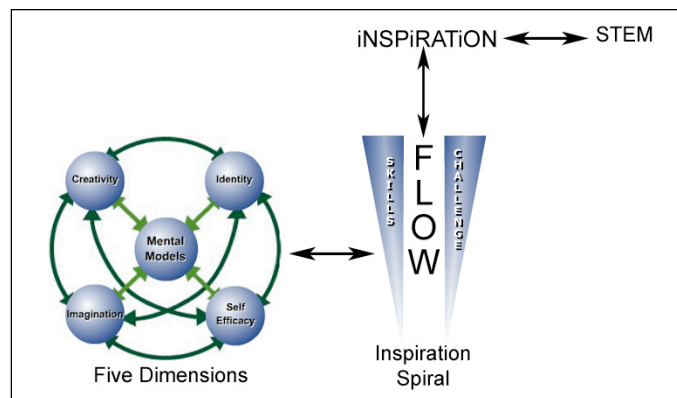 iNSPiRATiON
STEM
Creativity
Identity
Mental
Models
Imagination
Self
Efficacy
Five Dimensions
SKILLS
FLOW
CHALLENGE
Inspiration
Spiral